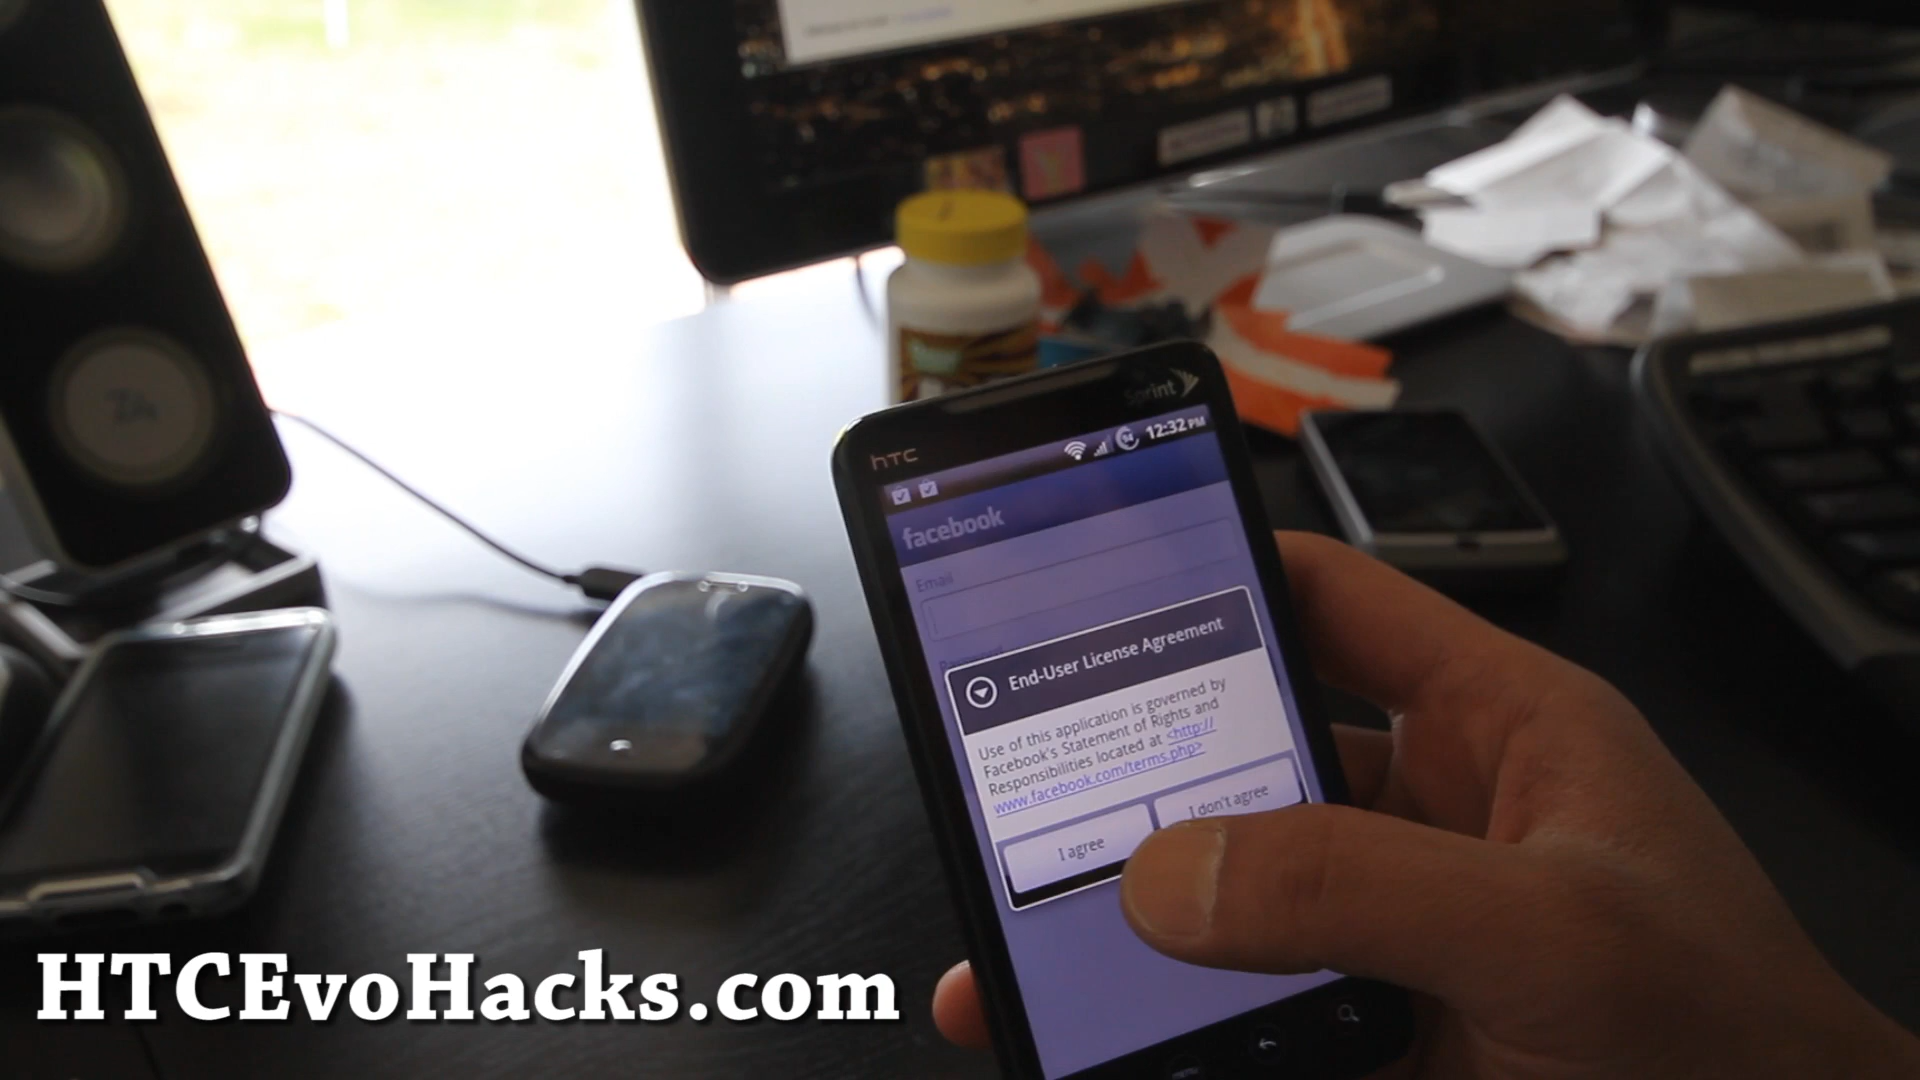 Sprint
hTC
94
12:32 PM
facebook
Email
End-User License Agreement
Use of this application is governed by
Facebook's Statement of Rights and
Responsibilities located at <http://
www.facebook.com/terms.php>
I agree
I don't agree
HTCEvoHacks.com